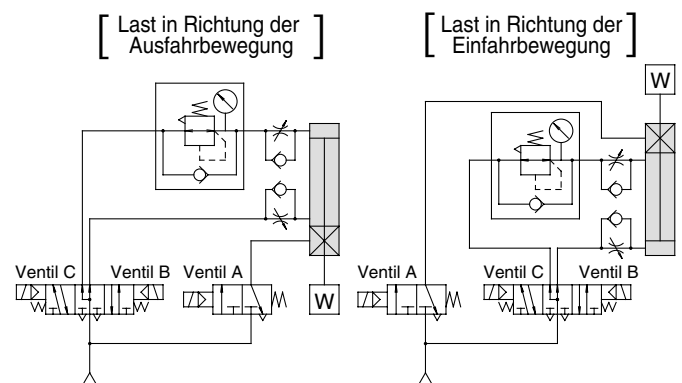 Last in Richtung der
Ausfahrbewegung
Last in Richtung der
Einfahrbewegung
W
Ventil C
Ventil B
Ventil A
W
Ventil A
Ventil C
Ventil B